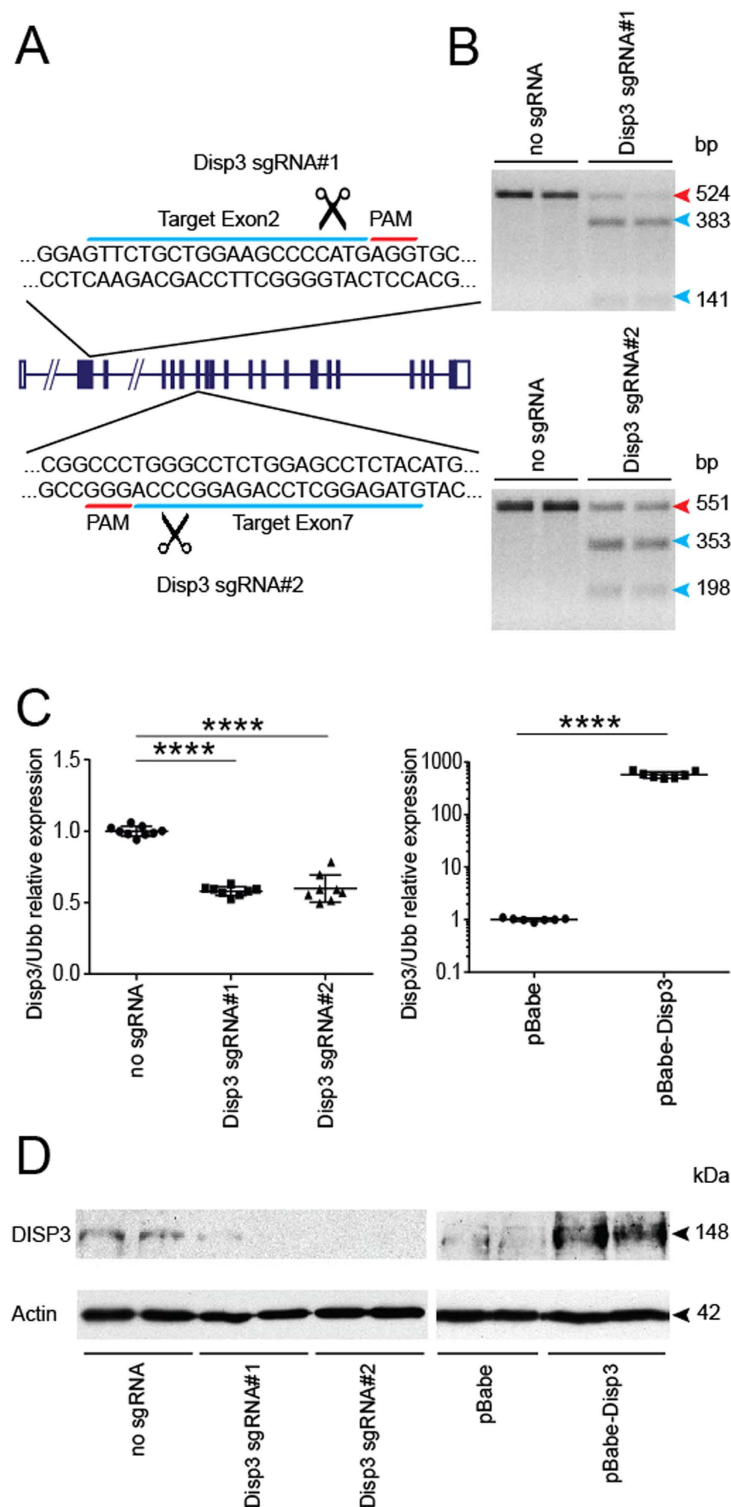 A
Disp3 sgRNA#1
Target Exon2 PAM
...GGAGTTCTGCTGGAAGCCCCATGAGGTGC...
...CCTCAAGACGACCTTCGGGGTACTCCACG...
...CGGCCCTGGGCCTCTGGAGCCTCTACATG...
...GCCGGGACCCGGAGACCTCGGAGATGTAC...
PAM Target Exon7
Disp3 sgRNA#2
B
no sgRNA
Disp3 sgRNA#1
bp
524
383
141
no sgRNA
Disp3 sgRNA#2
bp
551
353
198
C
Disp3/Ubb relative expression
1.5
1.0
0.5
0.0
****
****
no sgRNA
Disp3 sgRNA#1
Disp3 sgRNA#2
Disp3/Ubb relative expression
1000
100
10
1
0.1
****
pBabe
pBabe-Disp3
D
kDa
DISP3
148
Actin
42
no sgRNA
Disp3 sgRNA#1
Disp3 sgRNA#2
pBabe
pBabe-Disp3